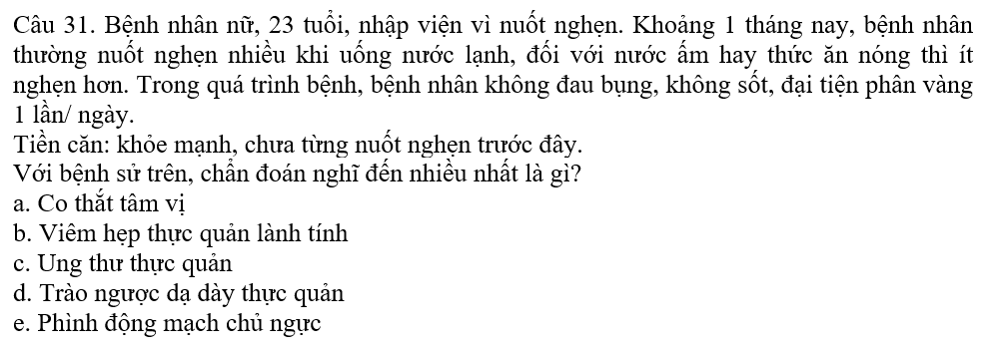 Câu 31. Bệnh nhân nữ, 23 tuổi, nhập viện vì nuốt nghẹn. Khoảng 1 tháng nay, bệnh nhân
thường nuốt nghẹn nhiều khi uống nước lạnh, đối với nước ấm hay thức ăn nóng thì ít
nghẹn hơn. Trong quá trình bệnh, bệnh nhân không đau bụng, không sốt, đại tiện phân vàng
1 lần/ ngày.
Tiền căn: khỏe mạnh, chưa từng nuốt nghẹn trước đây.
Với bệnh sử trên, chẩn đoán nghĩ đến nhiều nhất là gì?
a. Co thắt tâm vị
b. Viêm hẹp thực quản lành tính
c. Ung thư thực quản
d. Trào ngược dạ dày thực quản
e. Phình động mạch chủ ngực